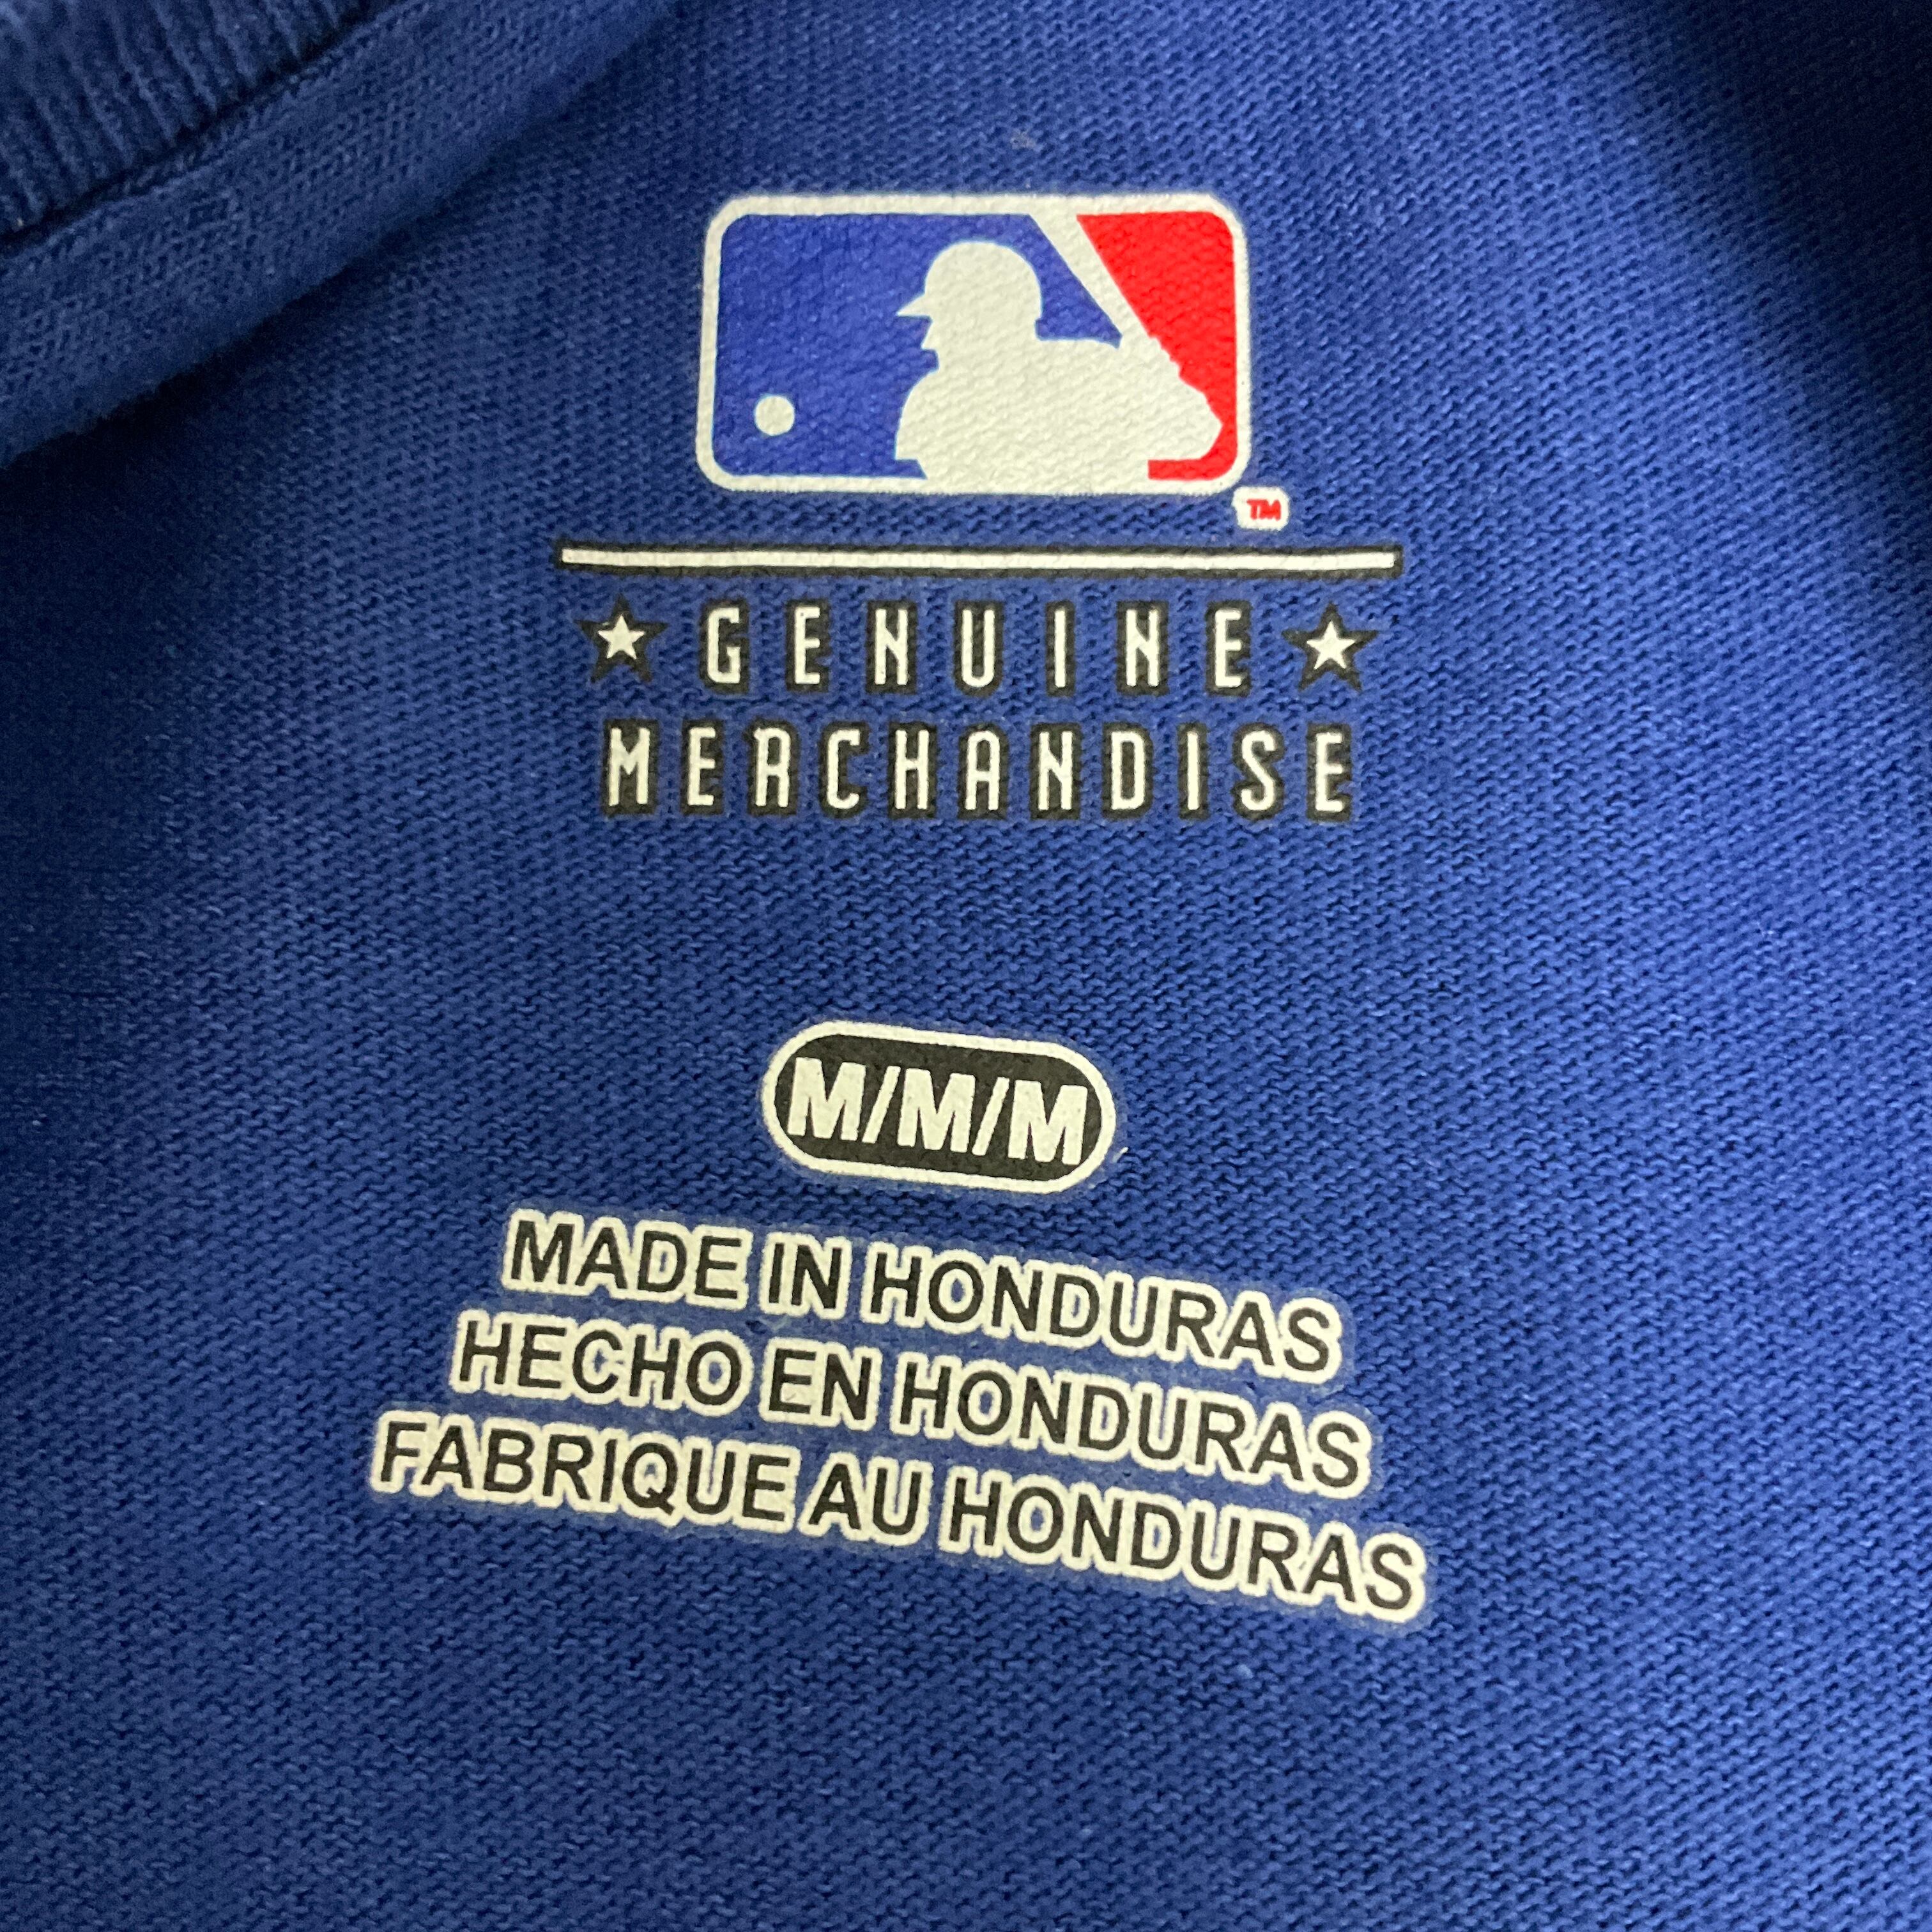 TM
GENUINE
MERCHANDISE
M/M/M
MADE IN HONDURAS
HECHO EN HONDURAS
FABRIQUE AU HONDURAS